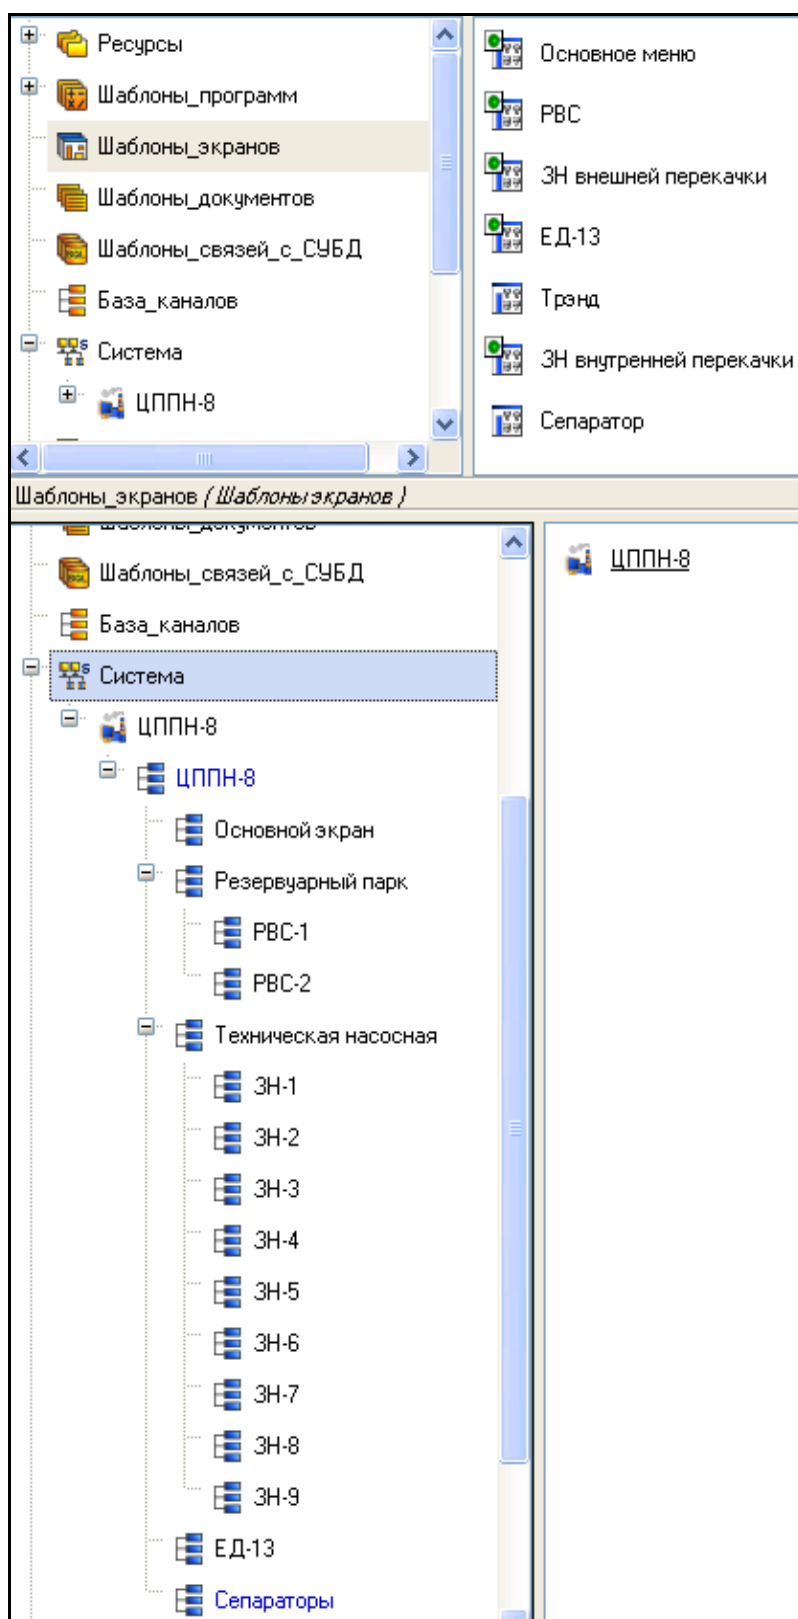 Ресурсы
Шаблоны_программ
Шаблоны_экранов
Шаблоны_документов
Шаблоны_связей_с_СУБД
База_каналов
Система
ЦППН-8
Основное меню
РВС
ЗН внешней перекачки
ЕД-13
Трэнд
ЗН внутренней перекачки
Сепаратор
Шаблоны_экранов ( Шаблоны экранов )
Шаблоны_документов
Шаблоны_связей_с_СУБД
База_каналов
Система
ЦППН-8
ЦППН-8
Основной экран
Резервуарный парк
РВС-1
РВС-2
Техническая насосная
ЗН-1
ЗН-2
ЗН-3
ЗН-4
ЗН-5
ЗН-6
ЗН-7
ЗН-8
ЗН-9
ЕД-13
Сепараторы
ЦППН-8